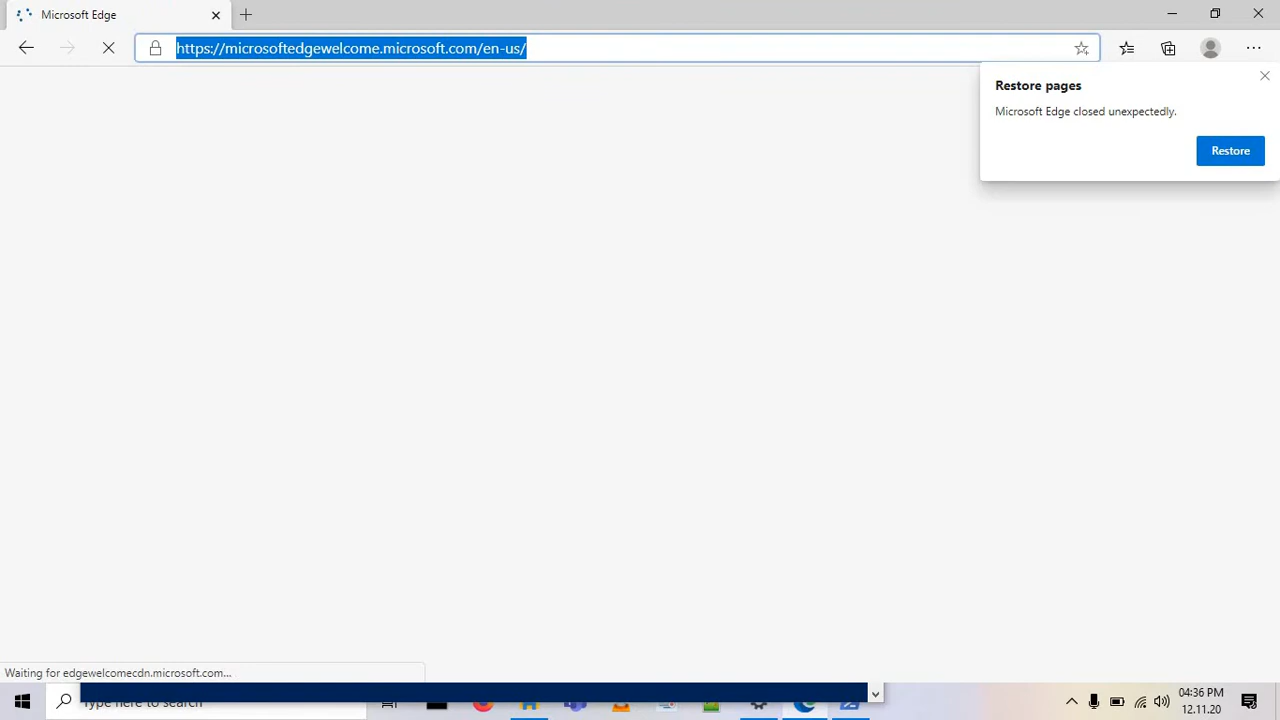 Microsoft Edge
https://microsoftedgewelcome.microsoft.com/en-us/
Restore pages
Microsoft Edge closed unexpectedly.
Restore
Waiting for edgewelcomecdn.microsoft.com...
Type here to search
04:36 PM
12.11.20